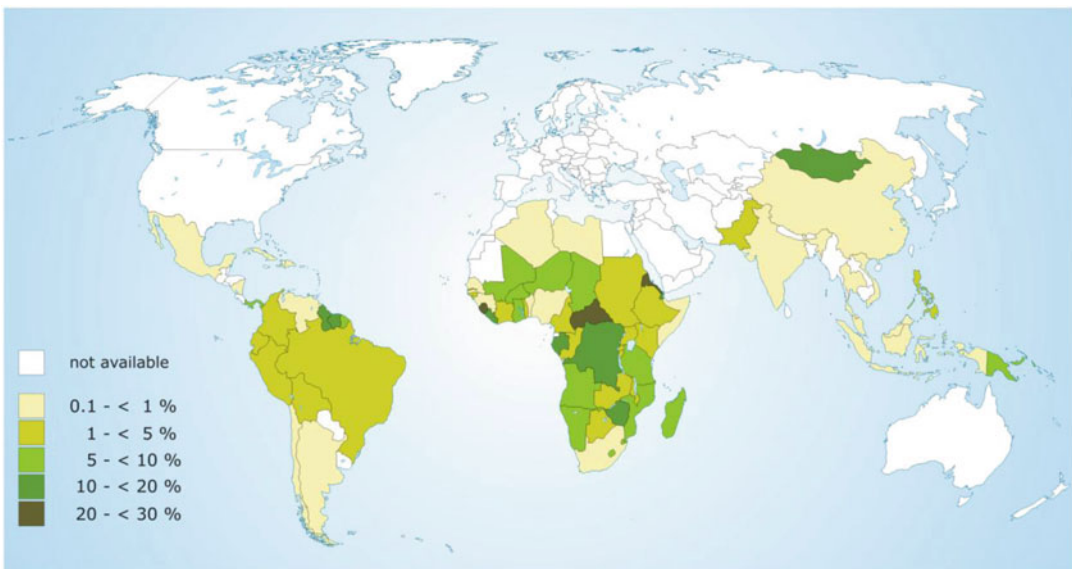 not available
0.1 - < 1 %
1 - < 5 %
5 - < 10 %
10 - < 20 %
20 - < 30 %